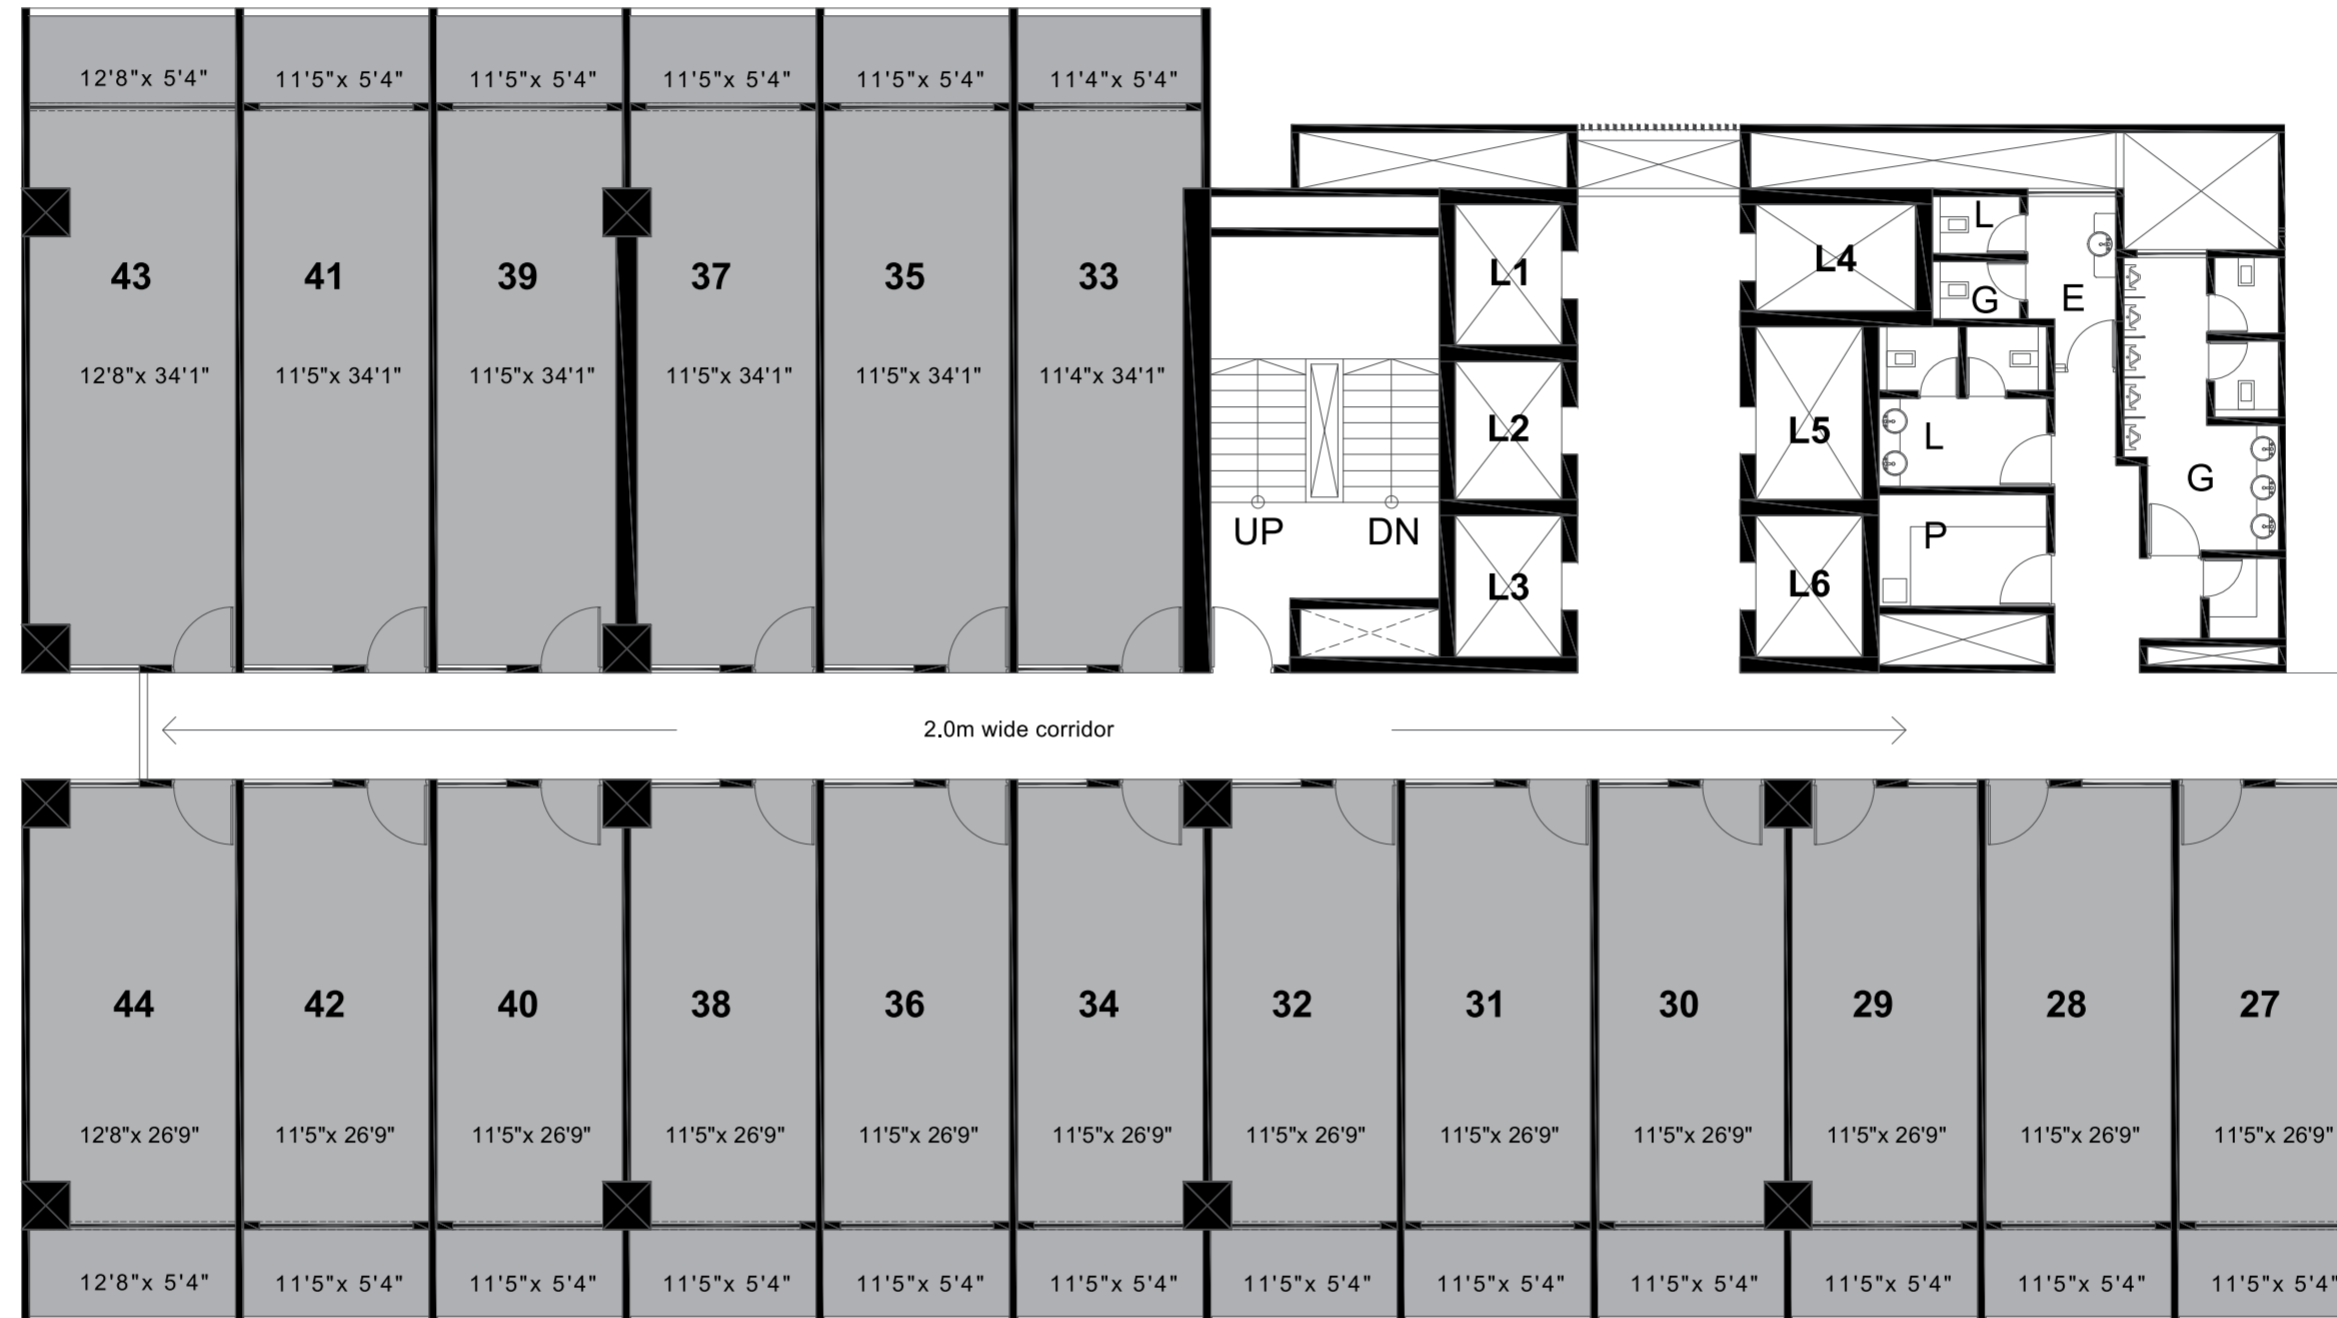 12'8"x 5'4" 11'5"x 5'4" 11'5"x 5'4" 11'5"x 5'4" 11'5"x 5'4" 11'4"x 5'4"
L
43 41 39 37 35 33 L1 L4 G E
12'8"x 34'1" 11'5"x 34'1" 11'5"x 34'1" 11'5"x 34'1" 11'5"x 34'1" 11'4"x 34'1"
L2 L5 L
G
UP DN P
L3 L6
2.0m wide corridor
44 42 40 38 36 34 32 31 30 29 28 27
12'8"x 26'9" 11'5"x 26'9" 11'5"x 26'9" 11'5"x 26'9" 11'5"x 26'9" 11'5"x 26'9" 11'5"x 26'9" 11'5"x 26'9" 11'5"x 26'9" 11'5"x 26'9" 11'5"x 26'9" 11'5"x 26'9"
12'8"x 5'4" 11'5"x 5'4" 11'5"x 5'4" 11'5"x 5'4" 11'5"x 5'4" 11'5"x 5'4" 11'5"x 5'4" 11'5"x 5'4" 11'5"x 5'4" 11'5"x 5'4" 11'5"x 5'4" 11'5"x 5'4"